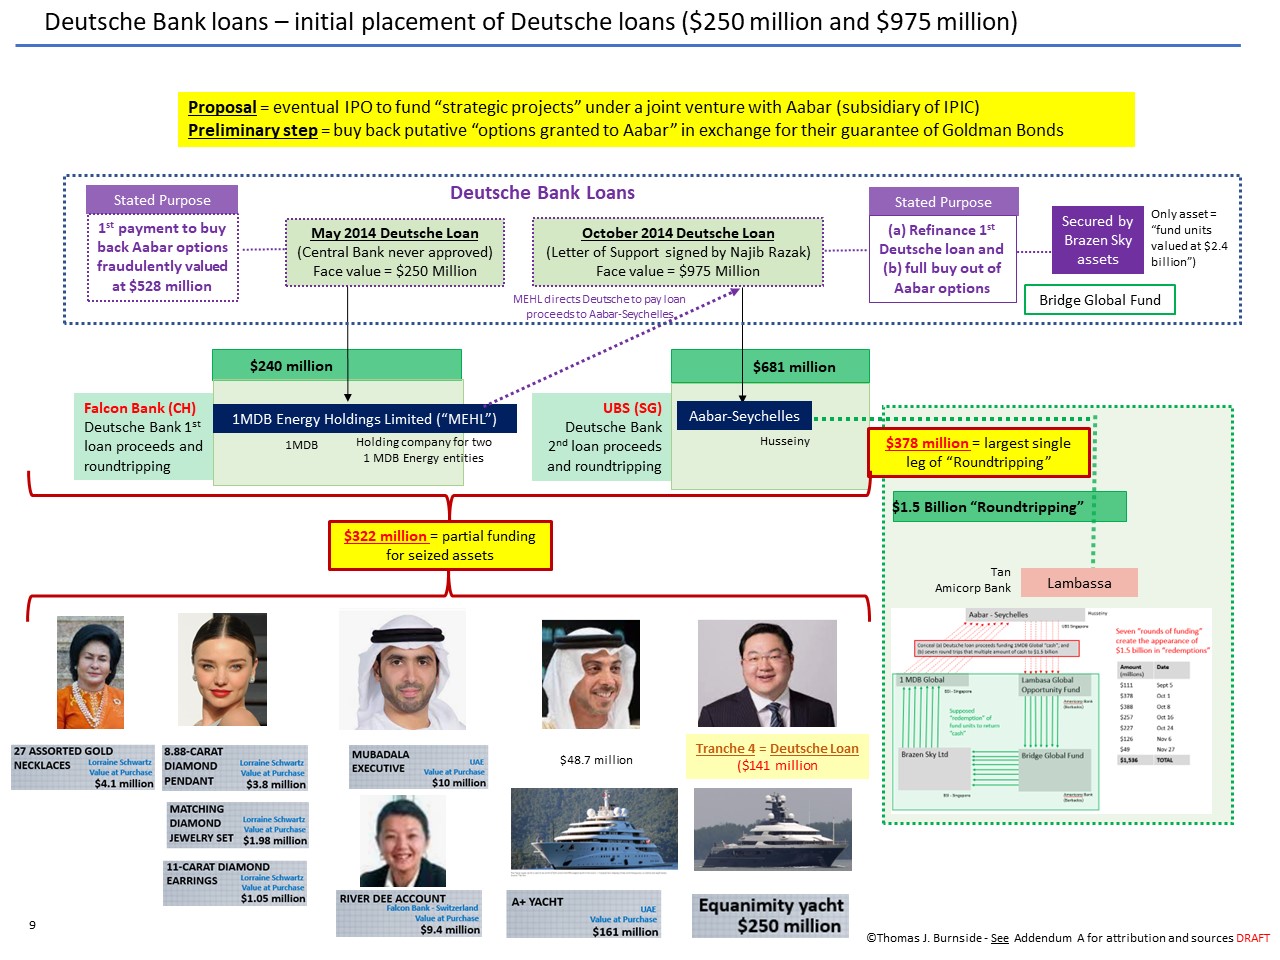 Deutsche Bank loans – initial placement of Deutsche loans ($250 million and $975 million)
Proposal = eventual IPO to fund “strategic projects” under a joint venture with Aabar (subsidiary of IPIC)
Preliminary step = buy back putative “options granted to Aabar” in exchange for their guarantee of Goldman Bonds
Deutsche Bank Loans
Stated Purpose
1st payment to buy
back Aabar options
fraudulently valued
at $528 million
May 2014 Deutsche Loan
(Central Bank never approved)
Face value = $250 Million
October 2014 Deutsche Loan
(Letter of Support signed by Najib Razak)
Face value = $975 Million
Stated Purpose
(a) Refinance 1st
Deutsche loan and
(b) full buy out of
Aabar options
Secured by
Brazen Sky
assets
Only asset =
“fund units
valued at $2.4
billion”)
Bridge Global Fund
MEHL directs Deutsche to pay loan
proceeds to Aabar-Seychelles
$240 million
$681 million
Falcon Bank (CH)
Deutsche Bank 1st
loan proceeds and
roundtripping
1MDB Energy Holdings Limited (“MEHL”)
1MDB
Holding company for two
1 MDB Energy entities
UBS (SG)
Deutsche Bank
2nd loan proceeds
and roundtripping
Aabar-Seychelles
Husseiny
$378 million = largest single
leg of “Roundtripping”
$1.5 Billion “Roundtripping”
Tan
Amicorp Bank
Lambassa
$322 million = partial funding
for seized assets
Aabar - Seychelles
Husseiny
UBS Singapore
Conceal (a) Deutsche loan proceeds funding 1MDB Global “cash”; and
(b) seven round trips that multiple amount of cash to $1.5 billion
1 MDB Global
BSI - Singapore
Lambasa Global
Opportunity Fund
Amicorp Bank
(Barbados)
Supposed
“redemption” of
fund units to return
“cash”
Brazen Sky Ltd
BSI - Singapore
Bridge Global Fund
Amicorp Bank
(Barbados)
Seven “rounds of funding”
create the appearance of
$1.5 billion in “redemptions”
Amount
(millions) Date
$111 Sept 5
$378 Oct 1
$388 Oct 8
$257 Oct 16
$227 Oct 24
$126 Nov 6
$49 Nov 27
$1,536 TOTAL
27 ASSORTED GOLD
NECKLACES
Lorraine Schwartz
Value at Purchase
$4.1 million
8.88-CARAT
DIAMOND
PENDANT
Lorraine Schwartz
Value at Purchase
$3.8 million
MATCHING
DIAMOND
JEWELRY SET
Lorraine Schwartz
Value at Purchase
$1.98 million
11-CARAT DIAMOND
EARRINGS
Lorraine Schwartz
Value at Purchase
$1.05 million
MUBADALA
EXECUTIVE
UAE
Value at Purchase
$10 million
RIVER DEE ACCOUNT
Falcon Bank - Switzerland
Value at Purchase
$9.4 million
$48.7 million
A+ YACHT
UAE
Value at Purchase
$161 million
Tranche 4 = Deutsche Loan
($141 million
Equanimity yacht
$250 million
9
©Thomas J. Burnside - See Addendum A for attribution and sources DRAFT